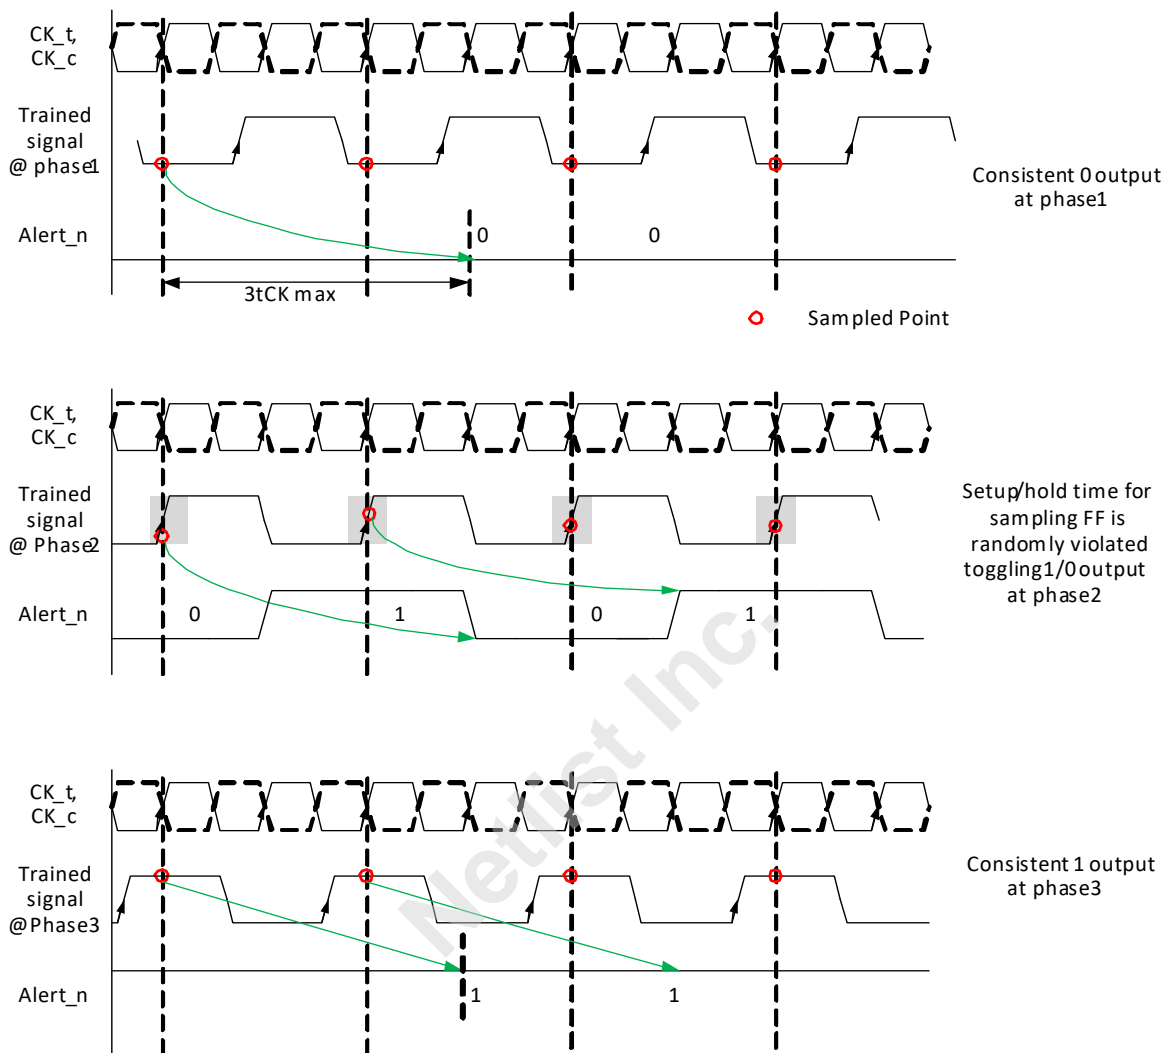 CK_t,
CK_c
Trained
signal
@ phase1
Alert_n
0
0
3tCK max
Consistent 0 output
at phase1
Sampled Point
CK_t,
CK_c
Trained
signal
@ Phase2
Alert_n
0
1
0
1
Setup/hold time for
sampling FF is
randomly violated
toggling1/0 output
at phase2
CK_t,
CK_c
Trained
signal
@Phase3
Alert_n
1
1
Consistent 1 output
at phase3
Netlist Inc.